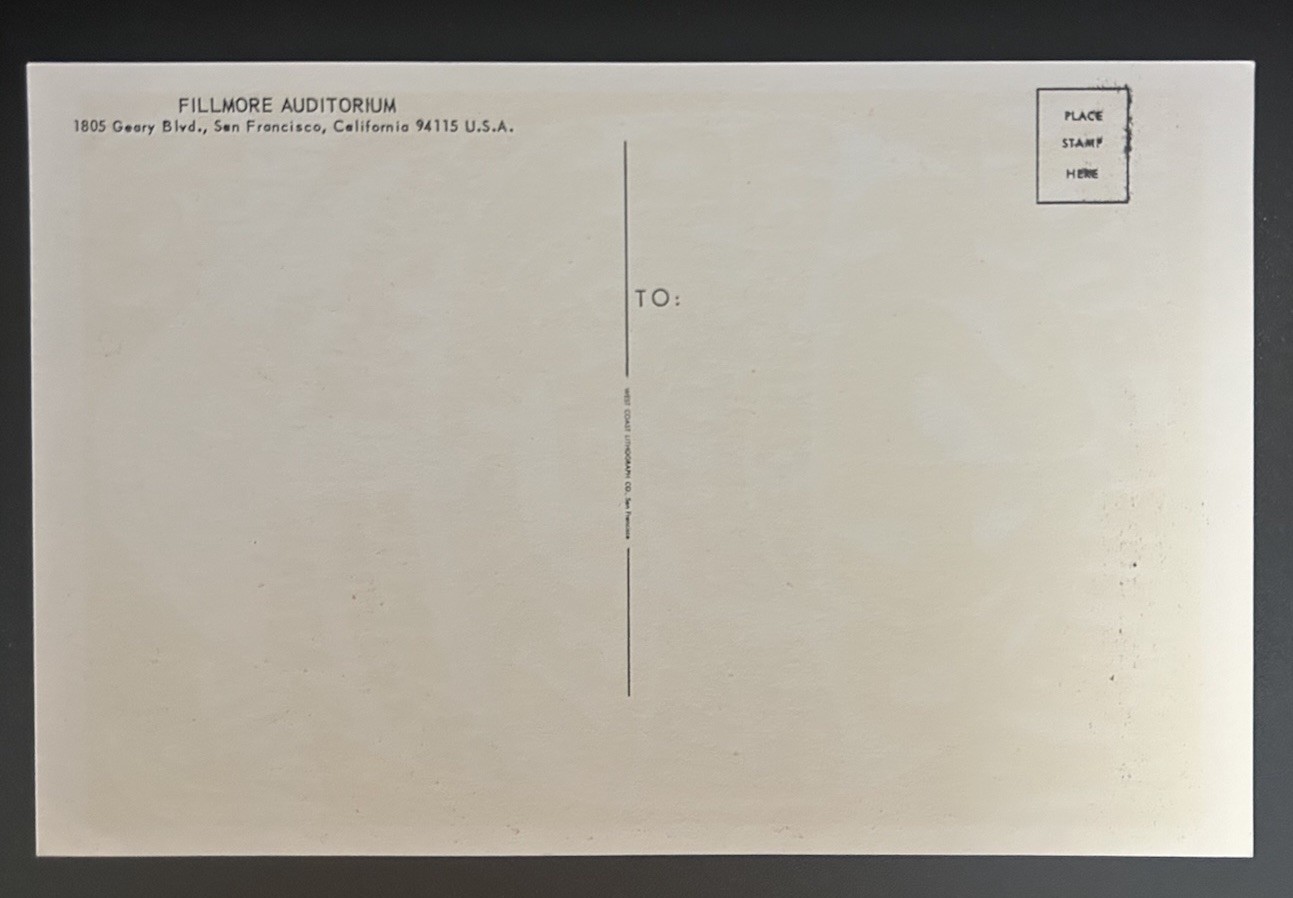 FILLMORE AUDITORIUM
1805 Geary Blvd., San Francisco, California 94115 U.S.A.
PLACE
STAMP
HERE
TO:
WEST COAST LITHOGRAPH CO., San Francisco